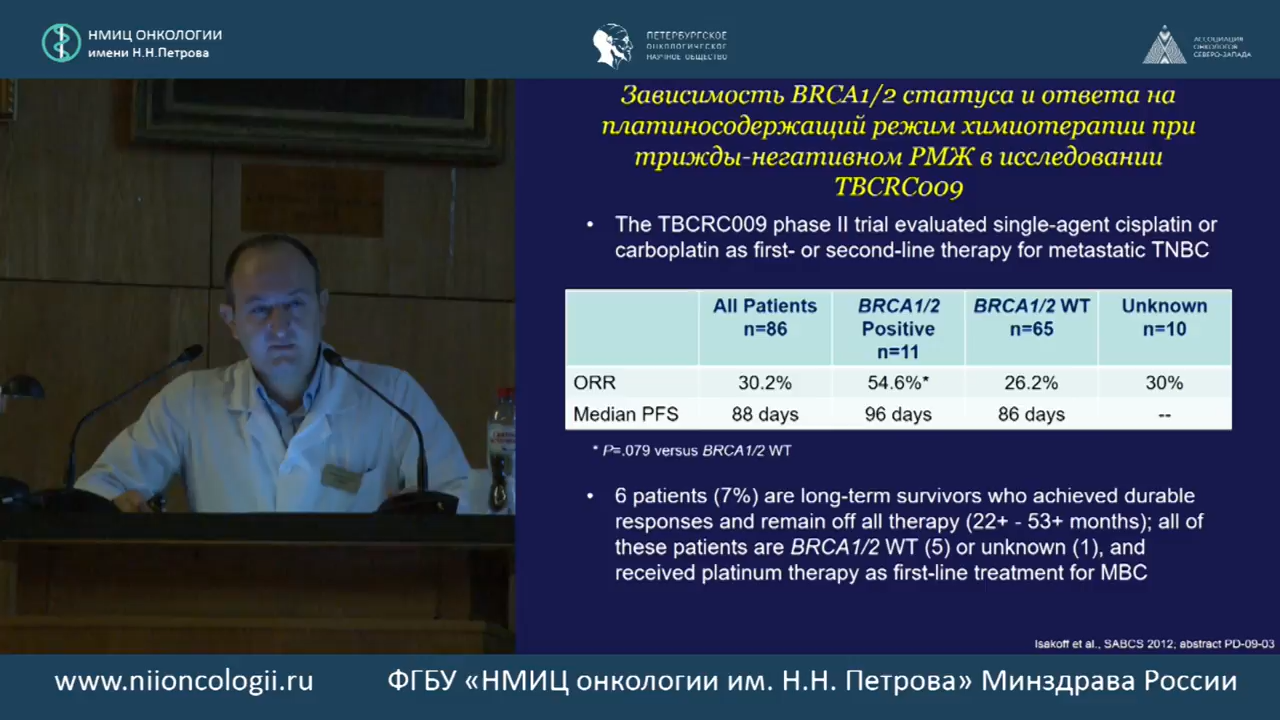 НМИЦ ОНКОЛОГИИ
имени Н.Н.Петрова
ПЕТЕРБУРГСКОЕ
ОНКОЛОГИЧЕСКОЕ
НАУЧНОЕ ОБЩЕСТВО
АССОЦИАЦИЯ
ОНКОЛОГОВ
СЕВЕРО-ЗАПАДА
Зависимость BRCA1/2 статуса и ответа на
платиносодержащий режим химиотерапии при
трижды-негативном РМЖ в исследовании
TBCRC009
• The TBCRC009 phase II trial evaluated single-agent cisplatin or
carboplatin as first- or second-line therapy for metastatic TNBC
All Patients n=86 BRCA1/2 Positive n=11 BRCA1/2 WT n=65 Unknown n=10
ORR 30.2% 54.6%* 26.2% 30%
Median PFS 88 days 96 days 86 days --
* P=.079 versus BRCA1/2 WT
• 6 patients (7%) are long-term survivors who achieved durable
responses and remain off all therapy (22+ - 53+ months); all of
these patients are BRCA1/2 WT (5) or unknown (1), and
received platinum therapy as first-line treatment for MBC
Isakoff et al., SABCS 2012; abstract PD-09-03
www.niioncologii.ru
ФГБУ «НМИЦ онкологии им. Н.Н. Петрова» Минздрава России